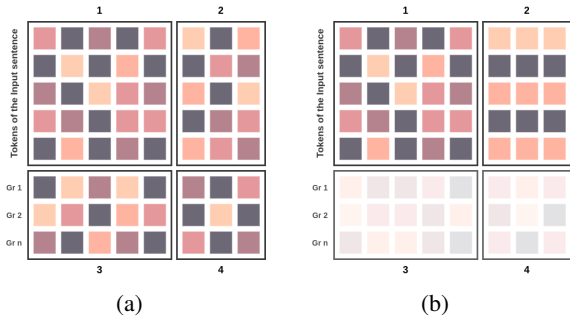 1 2
Tokens of the Input sentence
Gr 1
Gr 2
Gr n
3 4
(a)
1 2
Tokens of the Input sentence
Gr 1
Gr 2
Gr n
3 4
(b)